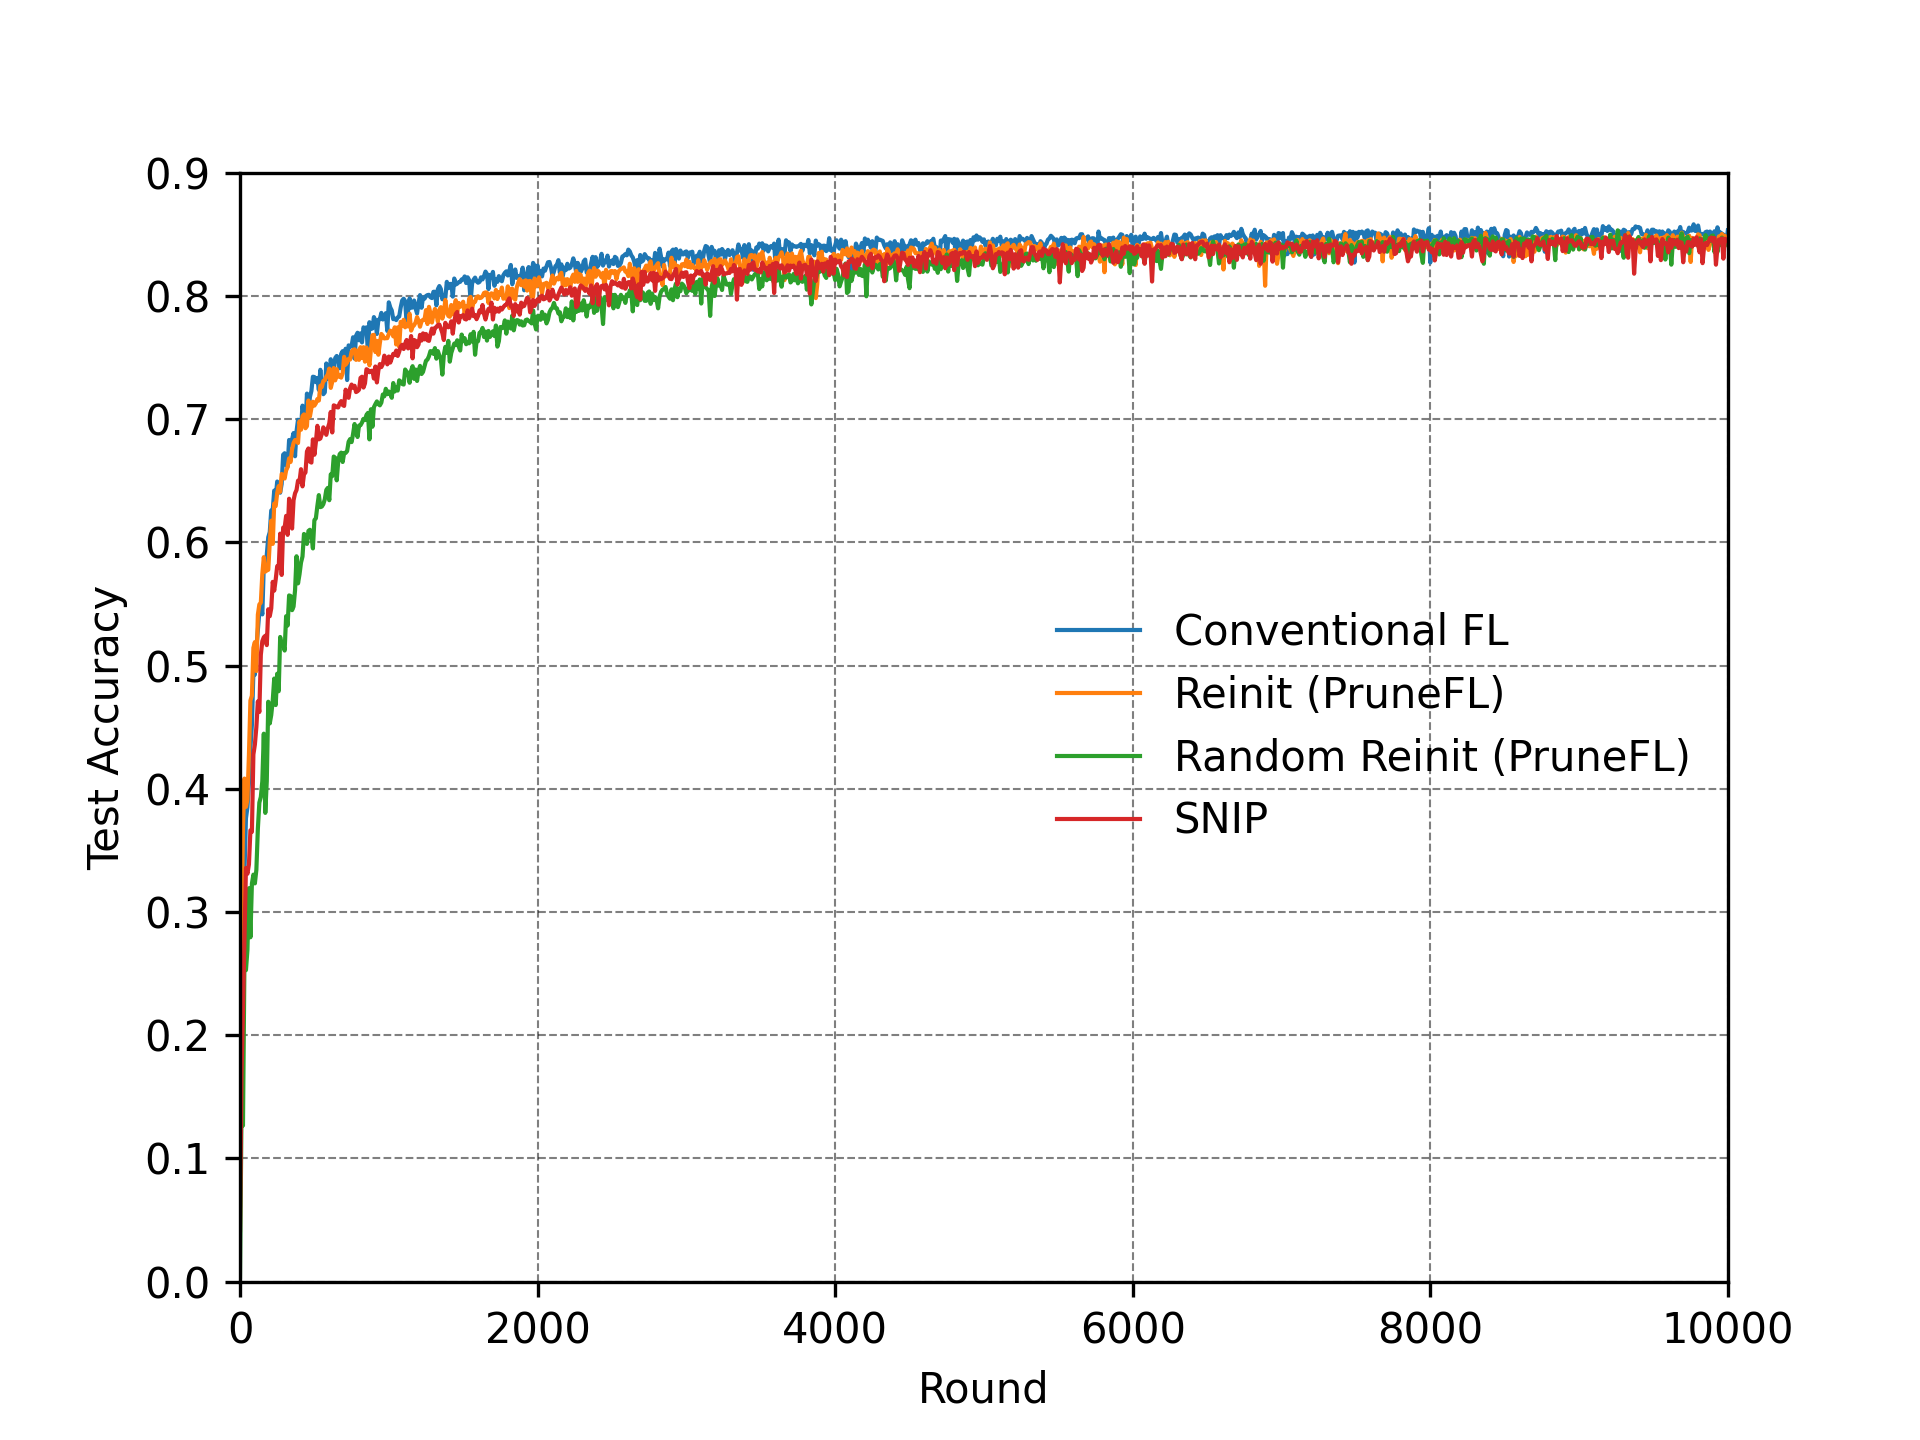 0.9
0.8
0.7
0.6
0.5
0.4
0.3
0.2
0.1
0.0
Test Accuracy
Conventional FL
Reinit (PruneFL)
Random Reinit (PruneFL)
SNIP
0 2000 4000 6000 8000 10000
Round